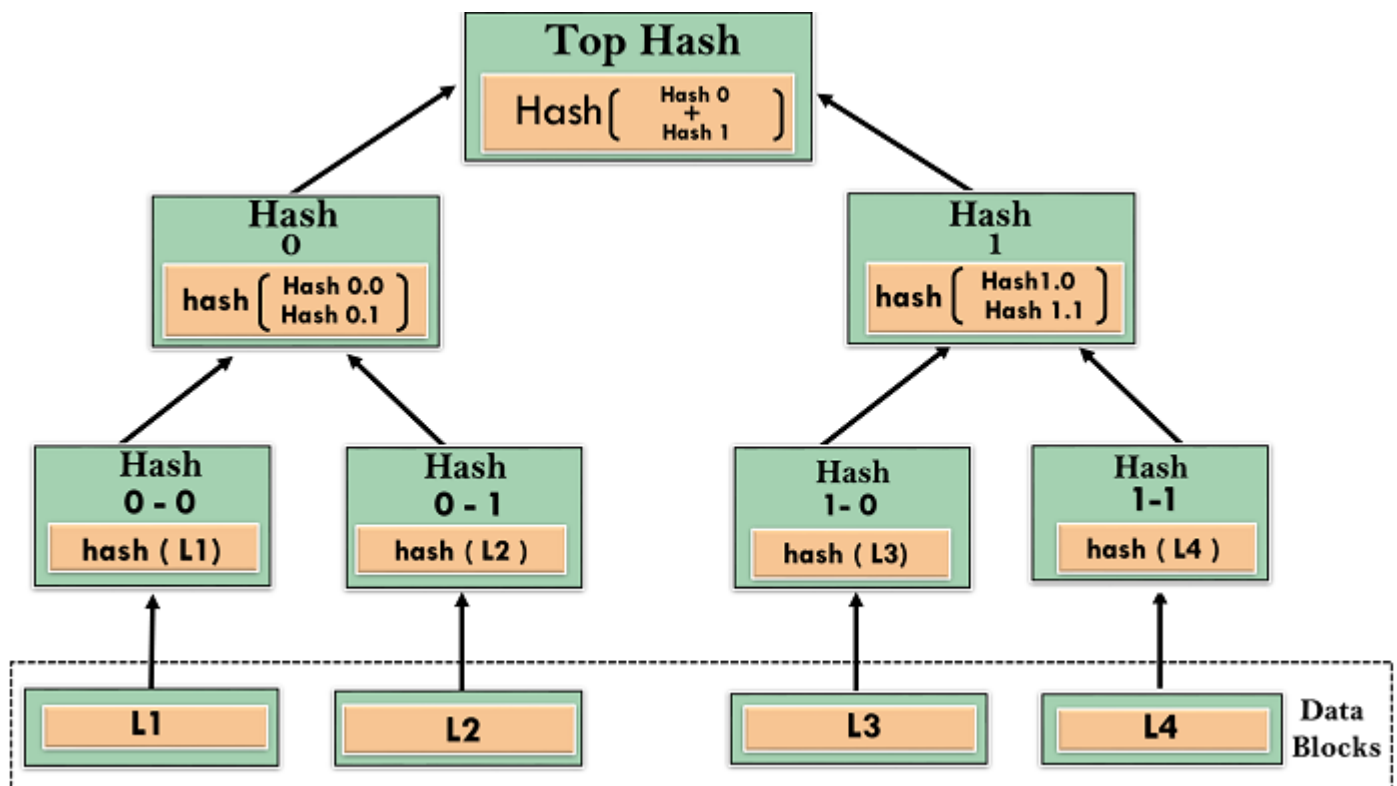 Top Hash
Hash ( Hash 0
+
Hash 1 )
Hash
0
hash ( Hash 0.0
Hash 0.1 )
Hash
1
hash ( Hash1.0
Hash 1.1 )
Hash
0 - 0
hash ( L1)
Hash
0 - 1
hash ( L2 )
Hash
1- 0
hash ( L3)
Hash
1-1
hash ( L4 )
L1
L2
L3
L4
Data
Blocks